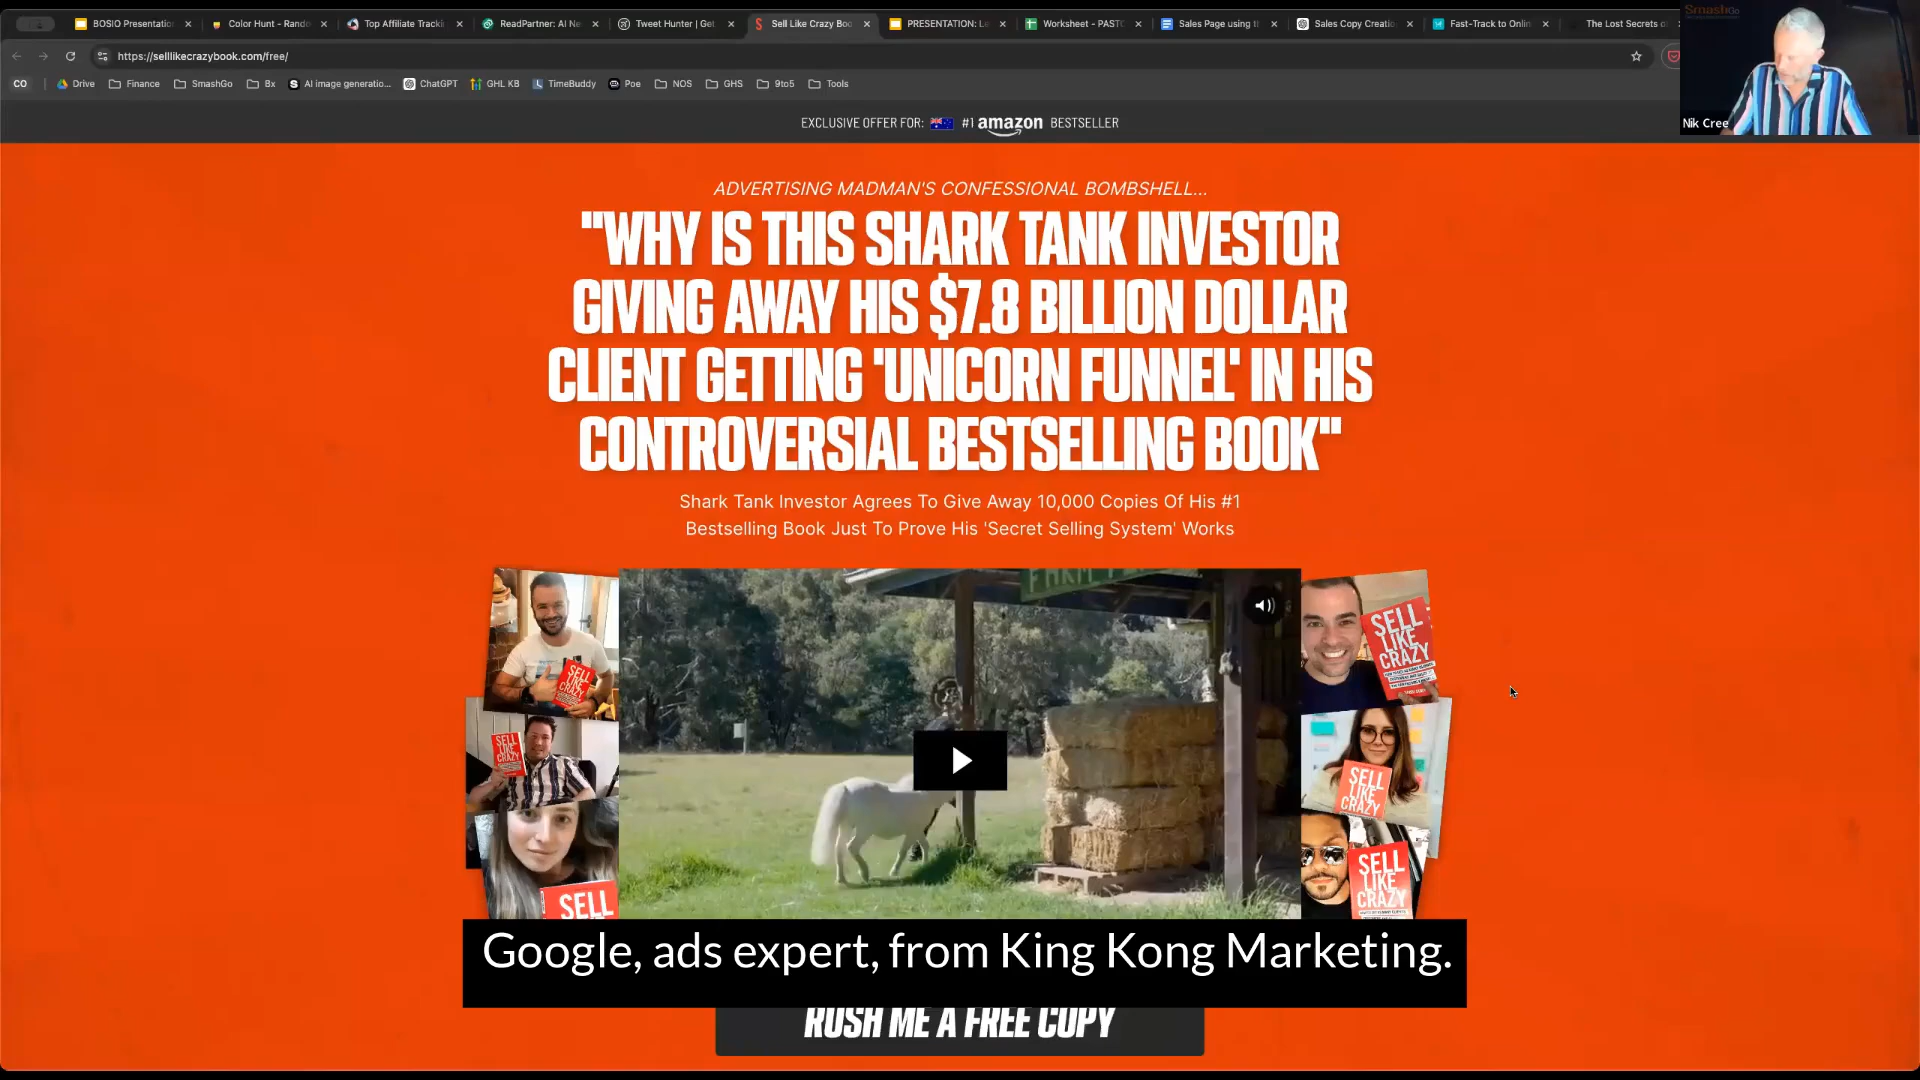 BOSIO Presentatio
Color Hunt - Rando
Top Affiliate Tracki
ReadPartner: AI Ne
Tweet Hunter | Get
Sell Like Crazy Boo
PRESENTATION: Le
Worksheet - PASTO
Sales Page using th
Sales Copy Creatio
Fast-Track to Onlin
The Lost Secrets of
SmashGo
https://selllikecrazybook.com/free/
CO
Drive
Finance
SmashGo
Bx
AI image generatio...
ChatGPT
GHL KB
TimeBuddy
Poe
NOS
GHS
9to5
Tools
Nik Cree
EXCLUSIVE OFFER FOR: #1 amazon BESTSELLER
ADVERTISING MADMAN'S CONFESSIONAL BOMBSHELL...
"WHY IS THIS SHARK TANK INVESTOR
GIVING AWAY HIS $7.8 BILLION DOLLAR
CLIENT GETTING 'UNICORN FUNNEL' IN HIS
CONTROVERSIAL BESTSELLING BOOK"
Shark Tank Investor Agrees To Give Away 10,000 Copies Of His #1
Bestselling Book Just To Prove His 'Secret Selling System' Works
FARM
SELL
LIKE
CRAZY
SELL
LIKE
CRAZY
SELL
LIKE
CRAZY
SELL
LIKE
CRAZY
SELL
SELL
LIKE
CRAZY
Google, ads expert, from King Kong Marketing.
RUSH ME A FREE COPY